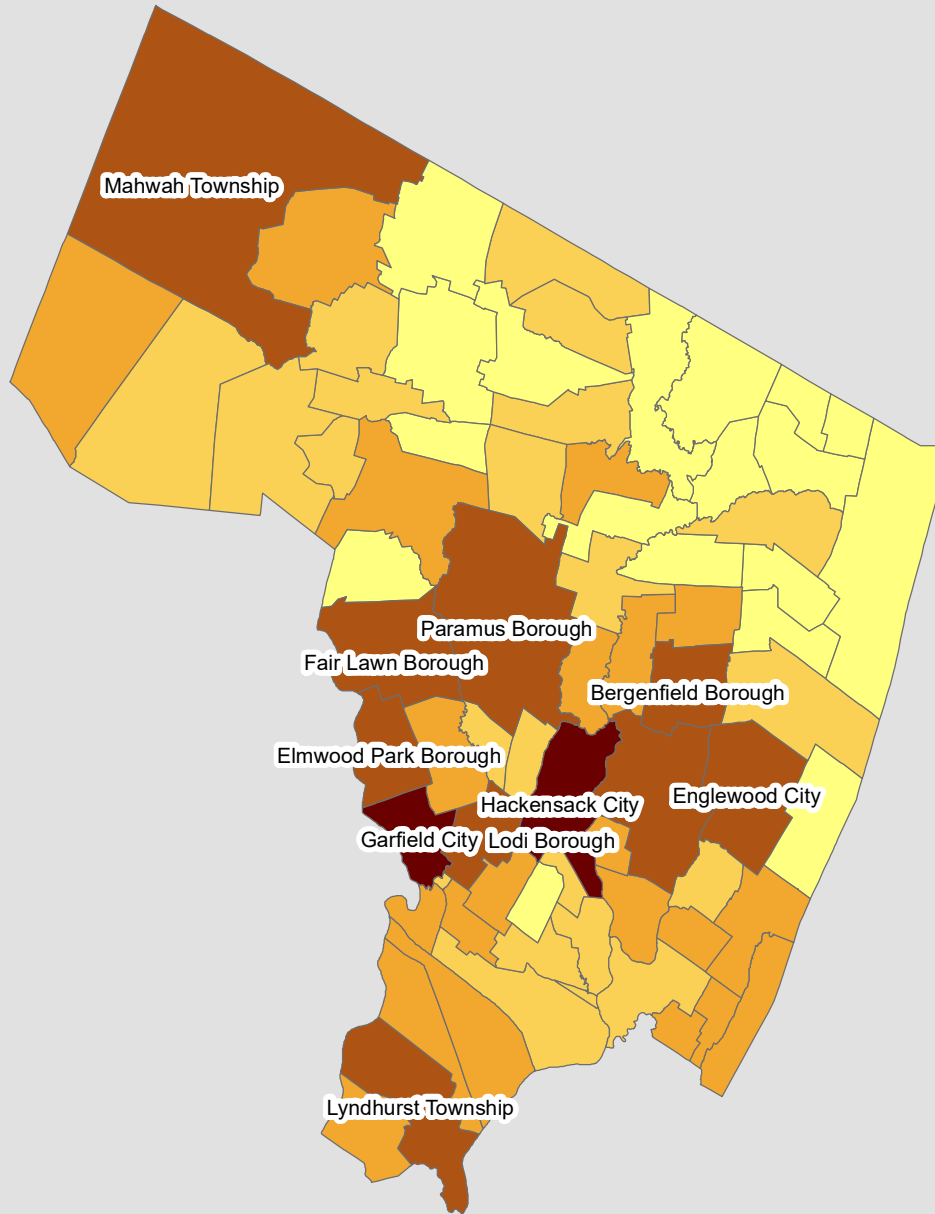 Mahwah Township
Paramus Borough
Fair Lawn Borough
Bergenfield Borough
Elmwood Park Borough
Englewood City
Hackensack City
Garfield City
Lodi Borough
Lyndhurst Township